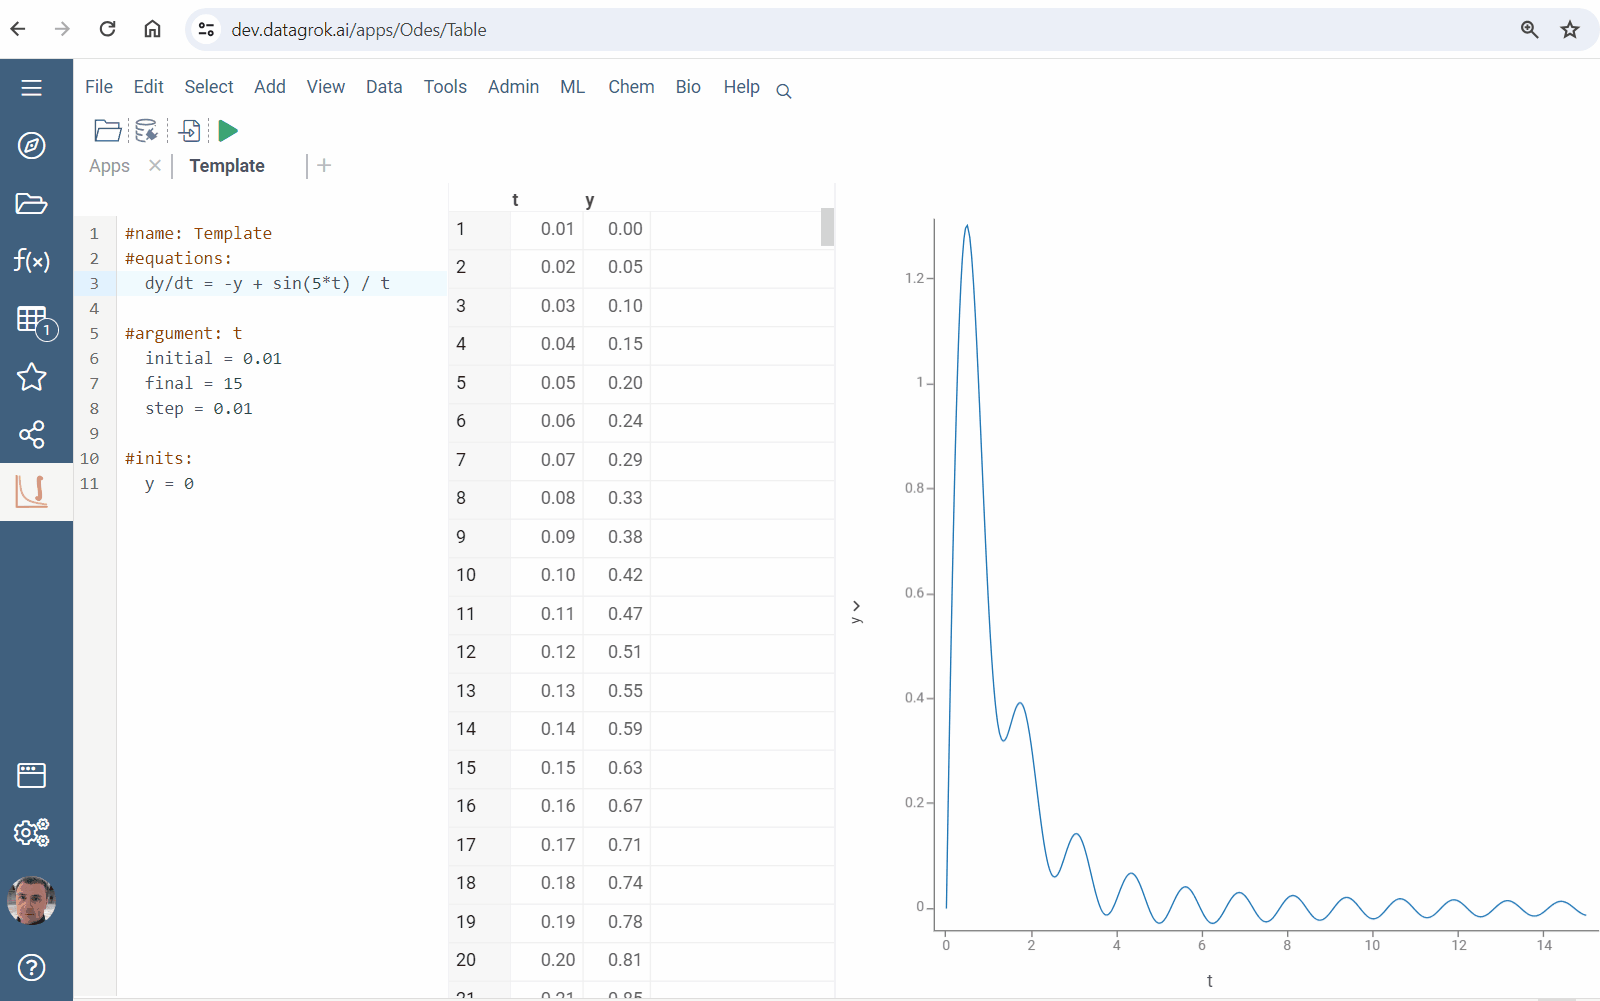 dev.datagrok.ai/apps/Odes/Table
File Edit Select Add View Data Tools Admin ML Chem Bio Help
Apps × Template +
f(x)
1
1 #name: Template
2 #equations:
3 dy/dt = -y + sin(5*t) / t
4
5 #argument: t
6 initial = 0.01
7 final = 15
8 step = 0.01
9
10 #inits:
11 y = 0
t y
1 0.01 0.00
2 0.02 0.05
3 0.03 0.10
4 0.04 0.15
5 0.05 0.20
6 0.06 0.24
7 0.07 0.29
8 0.08 0.33
9 0.09 0.38
10 0.10 0.42
11 0.11 0.47
12 0.12 0.51
13 0.13 0.55
14 0.14 0.59
15 0.15 0.63
16 0.16 0.67
17 0.17 0.71
18 0.18 0.74
19 0.19 0.78
20 0.20 0.81
21 0.21 0.85
y
1.2
1
0.8
0.6
0.4
0.2
0
0 2 4 6 8 10 12 14
t